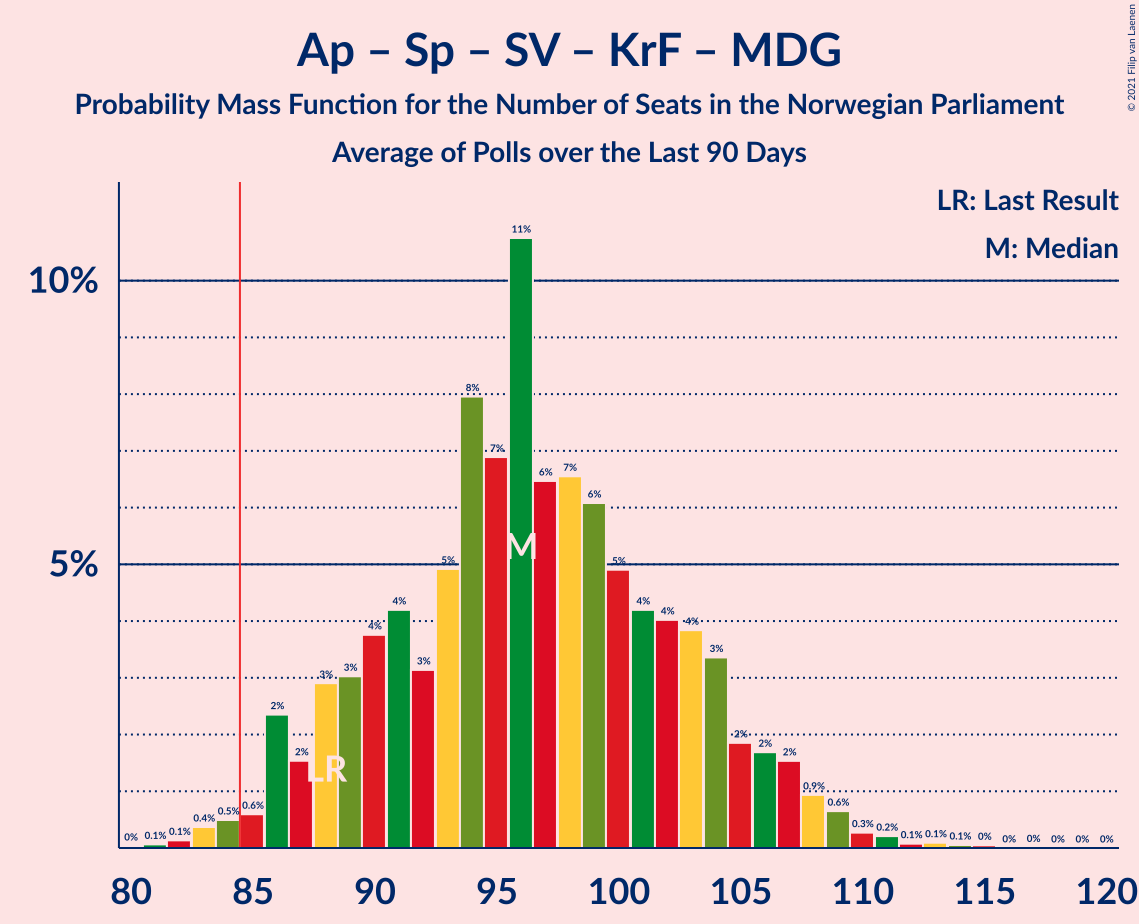 © 2021 Filip van Laenen
Ap – Sp – SV – KrF – MDG
Probability Mass Function for the Number of Seats in the Norwegian Parliament
Average of Polls over the Last 90 Days
LR: Last Result
M: Median
10%
5%
0% 0.1% 0.1% 0.4% 0.5% 0.6% 2% 2% 3% 3% 4% 4% 3% 5% 8% 7% 11% 6% 7% 6% 5% 4% 4% 4% 3% 2% 2% 2% 0.9% 0.6% 0.3% 0.2% 0.1% 0.1% 0.1% 0% 0% 0% 0% 0% 0%
M
LR
80 85 90 95 100 105 110 115 120